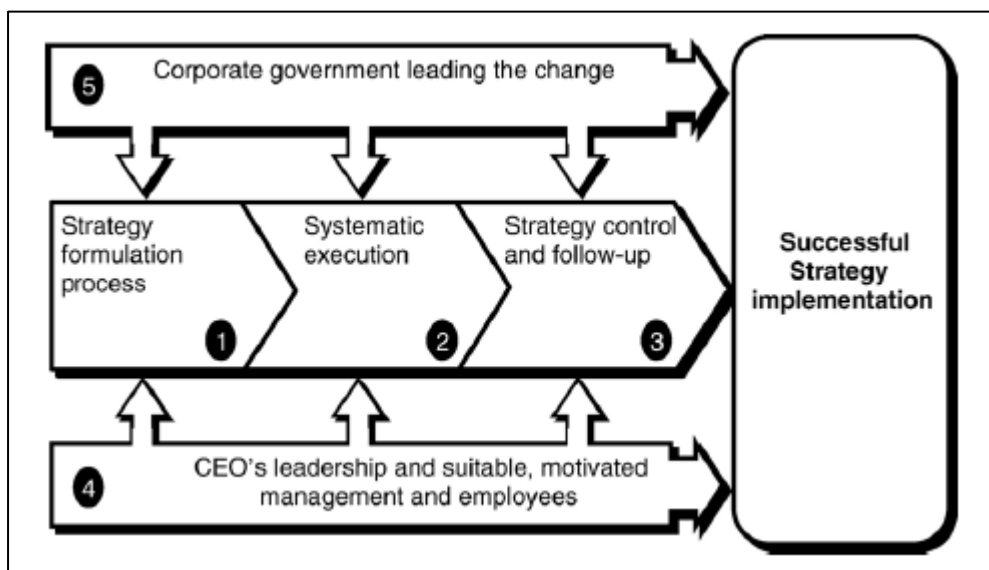 5
Corporate government leading the change
Strategy
formulation
process
1
Systematic
execution
2
Strategy control
and follow-up
3
Successful
Strategy
implementation
4
CEO's leadership and suitable, motivated
management and employees